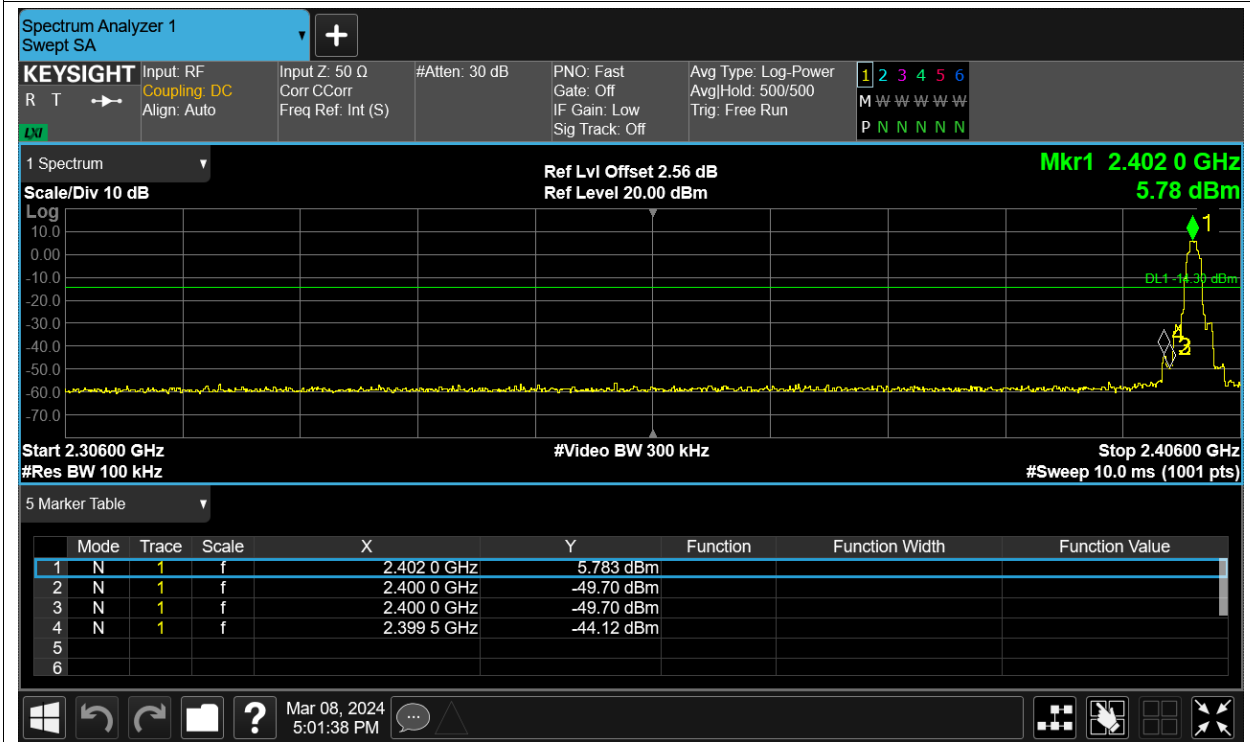 Spectrum Analyzer 1
Swept SA
+
KEYSIGHT
R T
LXI
Input: RF
Coupling: DC
Align: Auto
Input Z: 50 Ω
Corr CCorr
Freq Ref: Int (S)
#Atten: 30 dB
PNO: Fast
Gate: Off
IF Gain: Low
Sig Track: Off
Avg Type: Log-Power
Avg|Hold: 500/500
Trig: Free Run
1 2 3 4 5 6
M W W W W W
P N N N N N
1 Spectrum
Scale/Div 10 dB
Ref Lvl Offset 2.56 dB
Ref Level 20.00 dBm
Mkr1 2.402 0 GHz
5.78 dBm
Log
10.0
0.00
-10.0
-20.0
-30.0
-40.0
-50.0
-60.0
-70.0
1
DL1 -14.30 dBm
4
3
Start 2.30600 GHz
#Res BW 100 kHz
#Video BW 300 kHz
Stop 2.40600 GHz
#Sweep 10.0 ms (1001 pts)
5 Marker Table
Mode Trace Scale X Y Function Function Width Function Value
1 N 1 f 2.402 0 GHz 5.783 dBm
2 N 1 f 2.400 0 GHz -49.70 dBm
3 N 1 f 2.400 0 GHz -49.70 dBm
4 N 1 f 2.399 5 GHz -44.12 dBm
5
6
?
Mar 08, 2024
5:01:38 PM